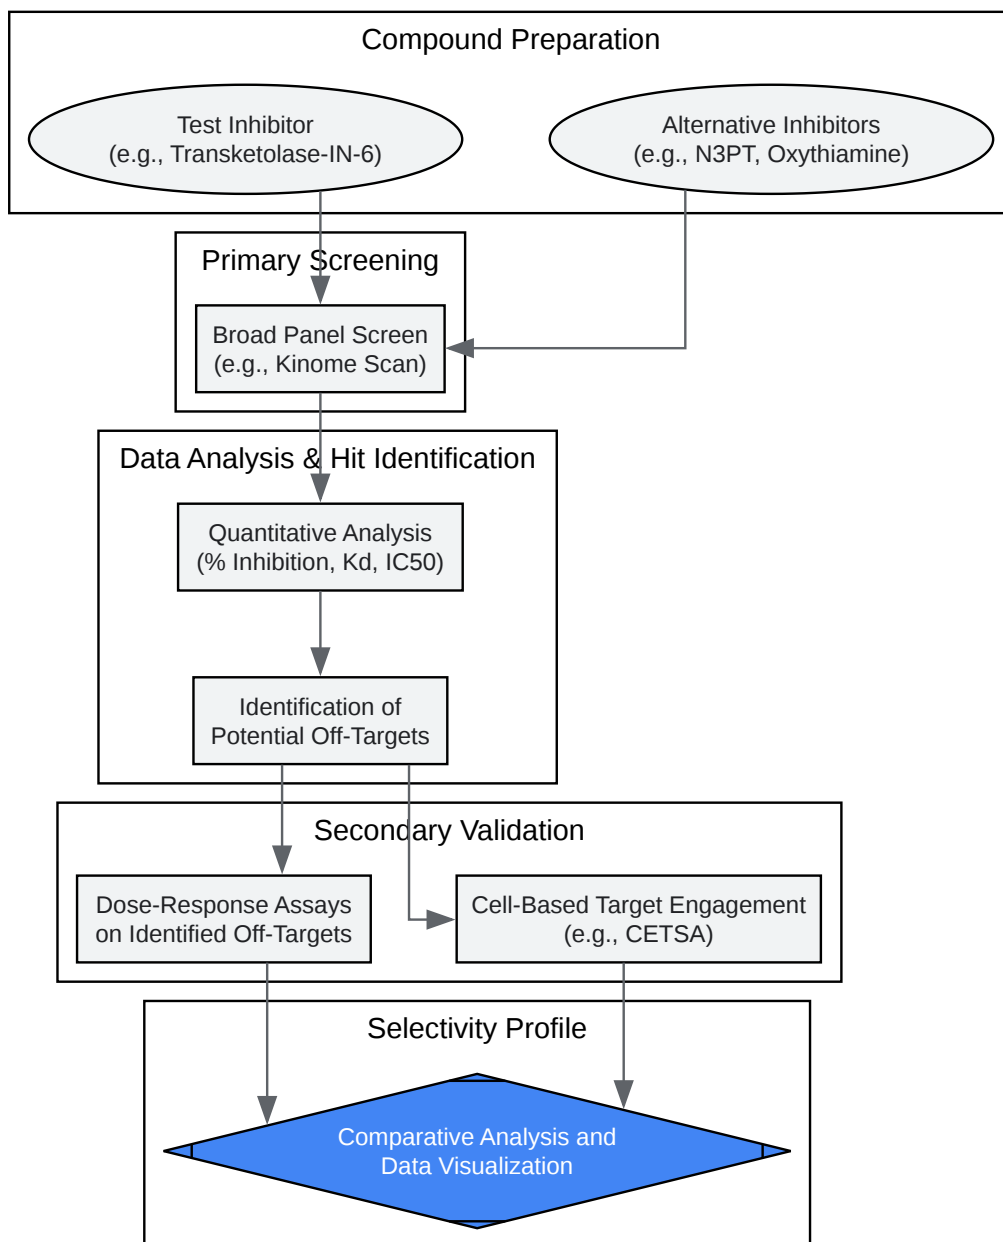 Compound Preparation
Test Inhibitor
(e.g., Transketolase-IN-6)
Alternative Inhibitors
(e.g., N3PT, Oxythiamine)
Primary Screening
Broad Panel Screen
(e.g., Kinome Scan)
Data Analysis & Hit Identification
Quantitative Analysis
(% Inhibition, Kd, IC50)
Identification of
Potential Off-Targets
Secondary Validation
Dose-Response Assays
on Identified Off-Targets
Cell-Based Target Engagement
(e.g., CETSA)
Selectivity Profile
Comparative Analysis and
Data Visualization